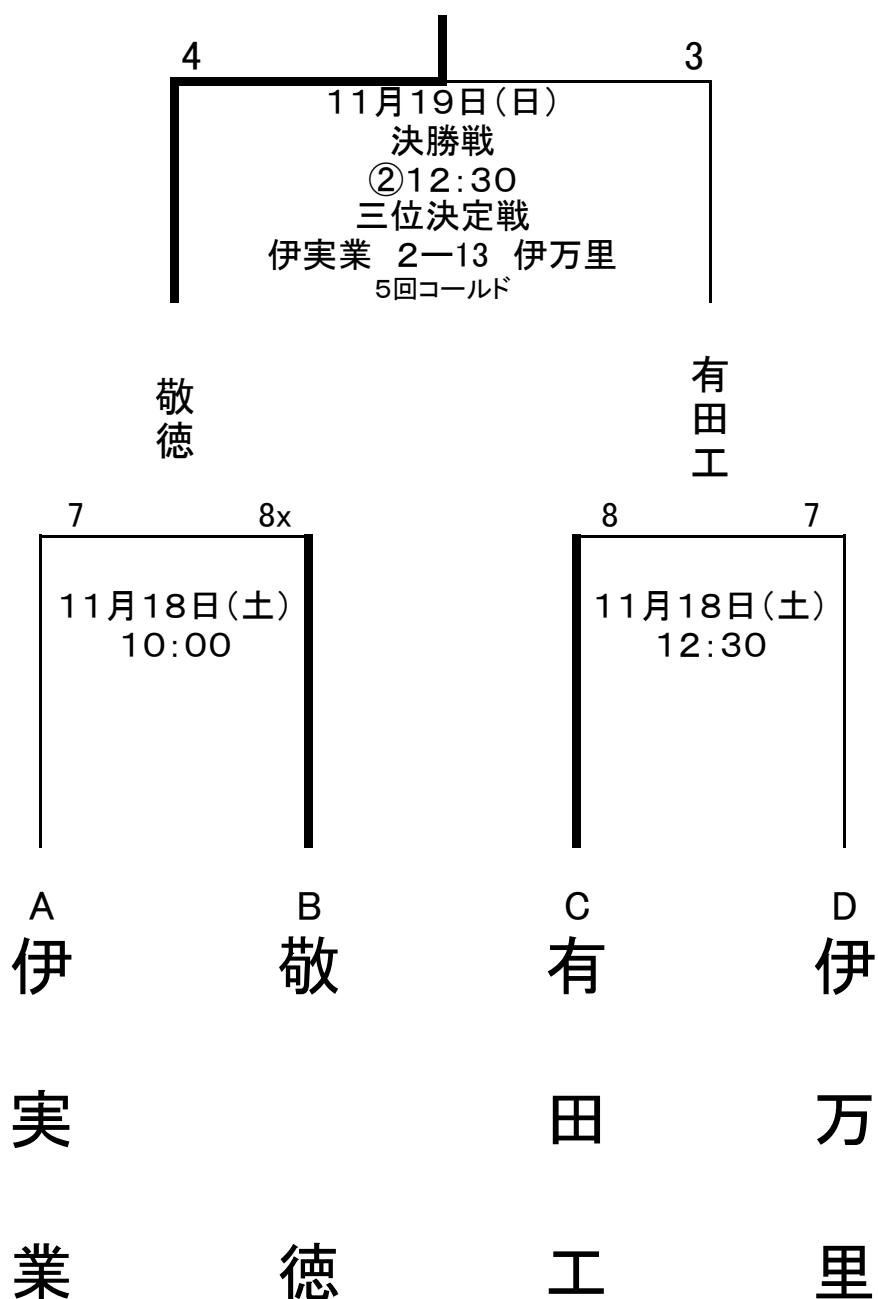 4 3
11月19日(日)
決勝戦
②12:30
三位決定戦
伊実業 2ー13 伊万里
5回コールド
敬徳
有田工
7 8x
8 7
11月18日(土)
10:00
11月18日(土)
12:30
A
伊実業
B
敬徳
C
有田工
D
伊万里